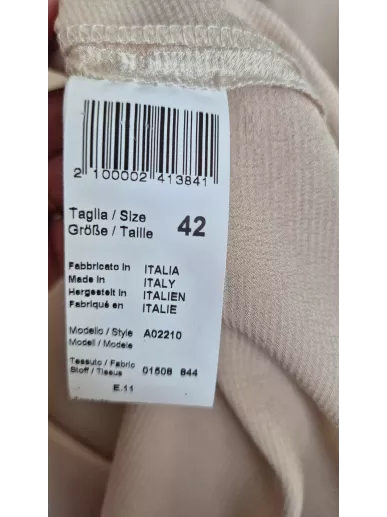 2 100002 413841
Taglia / Size 42
Größe / Taille
Fabbricato in ITALIA
Made in ITALY
Hergestellt in ITALIEN
Fabriqué en ITALIE
Modello / Style A02210
Modell / Modele
Tessuto / Fabric
Stoff / Tissus 01508 844
E.11